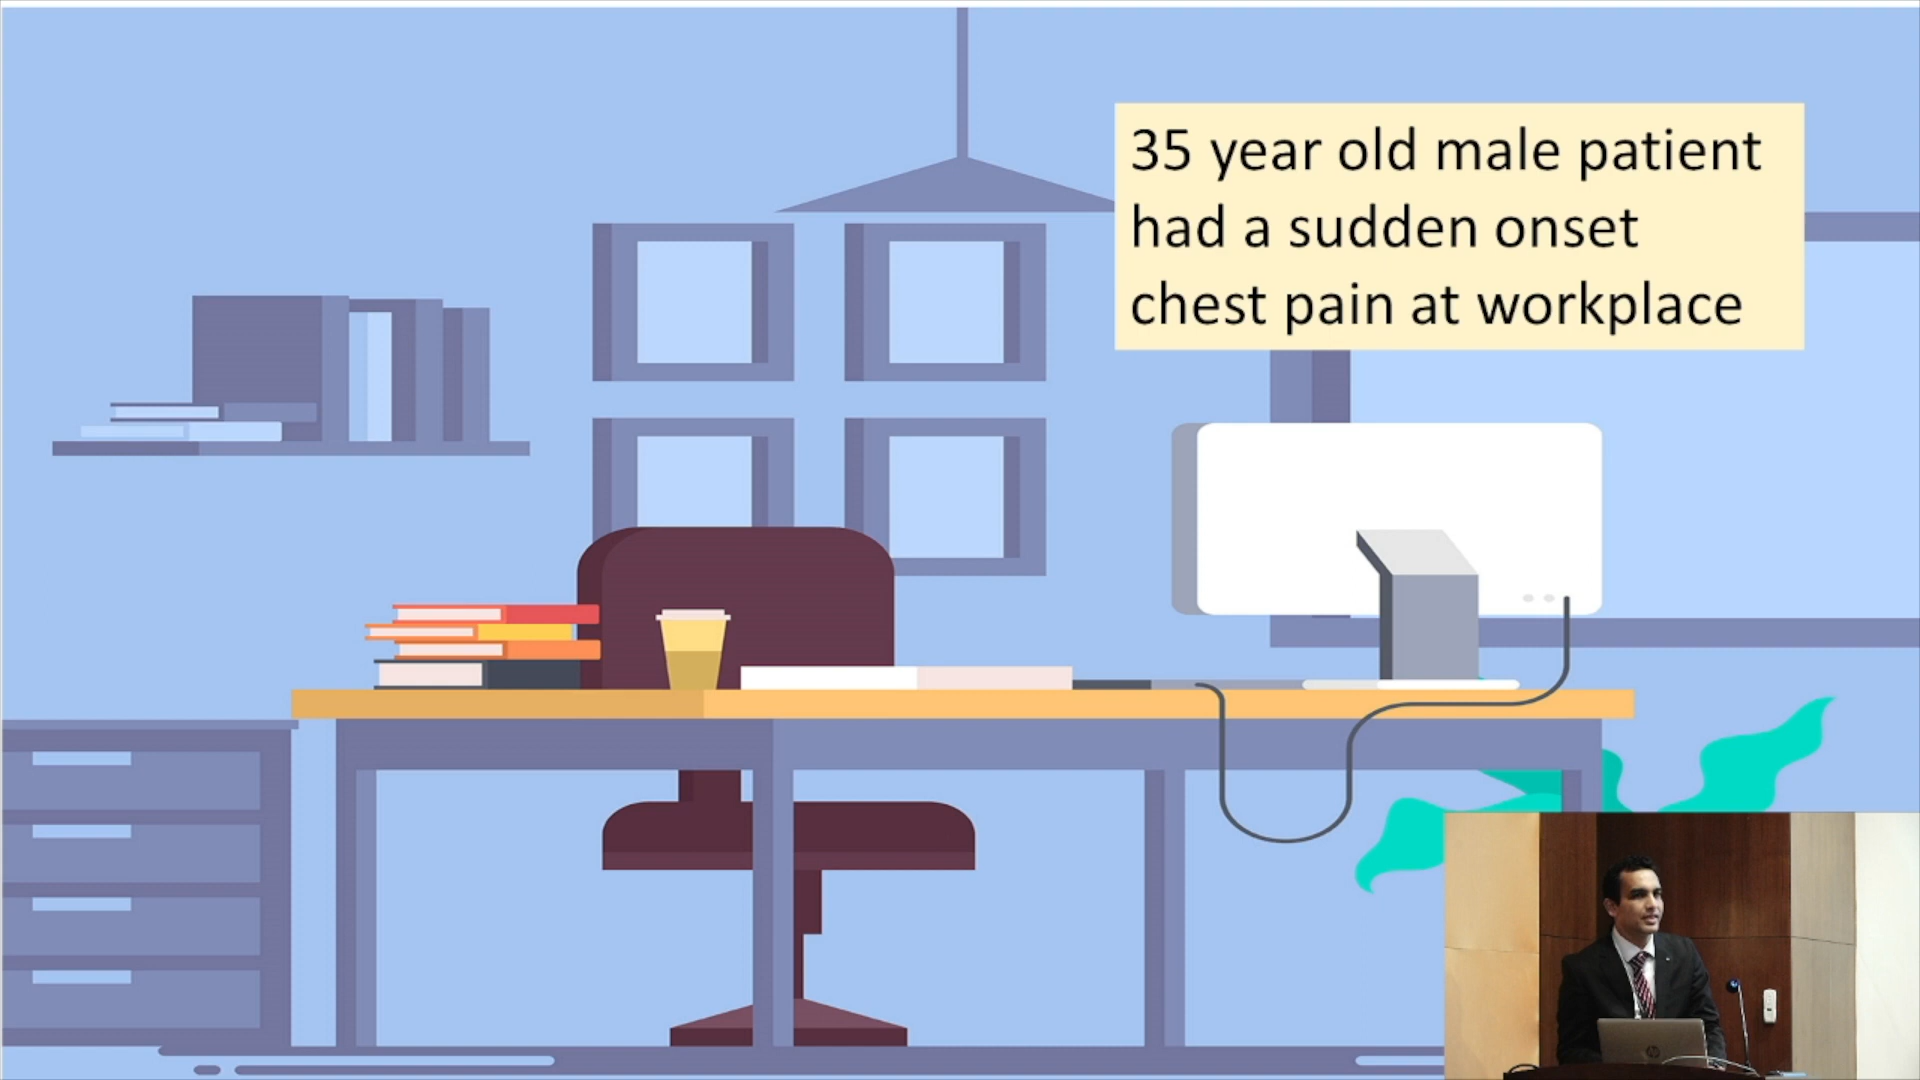 35 year old male patient
had a sudden onset
chest pain at workplace